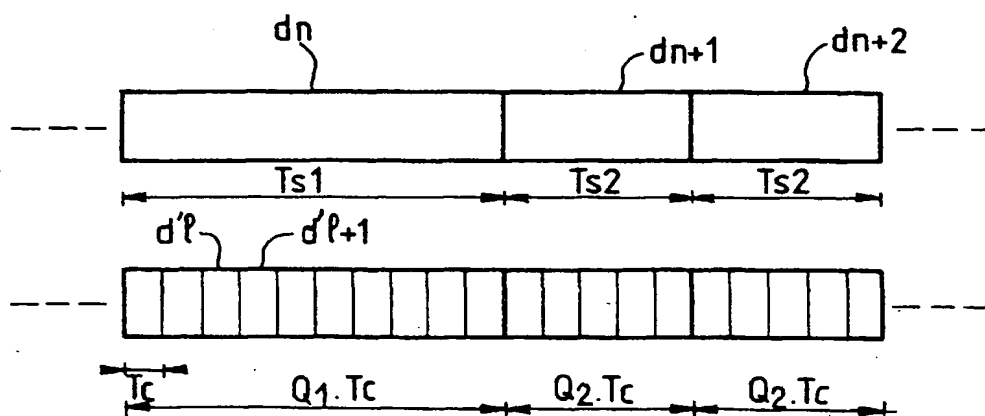 dn
dn+1
dn+2
Ts1 Ts2 Ts2
d'ℓ d'ℓ+1
Tc Q1.Tc Q2.Tc Q2.Tc